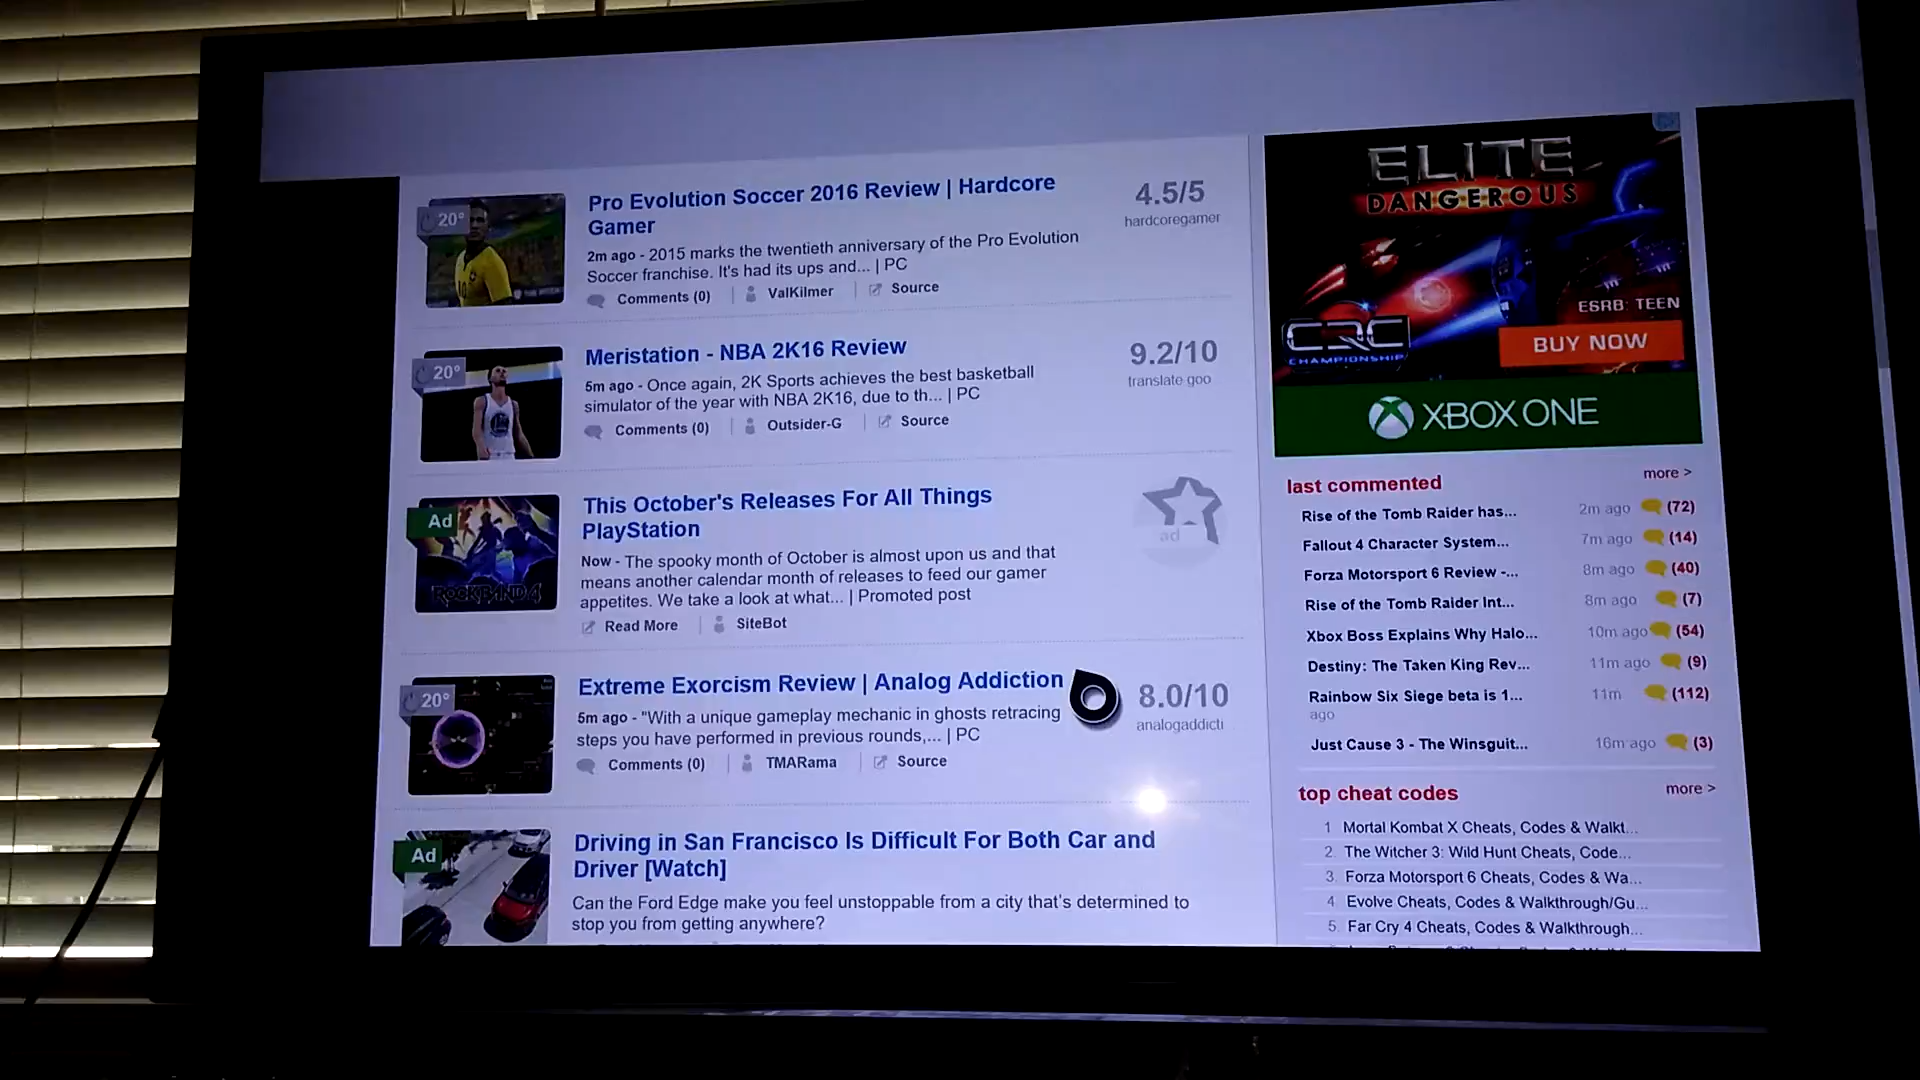 20°
Pro Evolution Soccer 2016 Review | Hardcore
Gamer
2m ago - 2015 marks the twentieth anniversary of the Pro Evolution
Soccer franchise. It's had its ups and... | PC
Comments (0) | ValKilmer | Source
4.5/5
hardcoregamer
20°
Meristation - NBA 2K16 Review
5m ago - Once again, 2K Sports achieves the best basketball
simulator of the year with NBA 2K16, due to th... | PC
Comments (0) | Outsider-G | Source
9.2/10
translate goo
Ad
ROCKBAND 4
This October's Releases For All Things
PlayStation
Now - The spooky month of October is almost upon us and that
means another calendar month of releases to feed our gamer
appetites. We take a look at what... | Promoted post
Read More | SiteBot
ad
20°
Extreme Exorcism Review | Analog Addiction
5m ago - "With a unique gameplay mechanic in ghosts retracing
steps you have performed in previous rounds,... | PC
Comments (0) | TMARama | Source
8.0/10
analogaddicti
Ad
Driving in San Francisco Is Difficult For Both Car and
Driver [Watch]
Can the Ford Edge make you feel unstoppable from a city that's determined to
stop you from getting anywhere?
ELITE
DANGEROUS
ESRB: TEEN
CQC
CHAMPIONSHIP
BUY NOW
XBOX ONE
last commented more >
Rise of the Tomb Raider has... 2m ago (72)
Fallout 4 Character System... 7m ago (14)
Forza Motorsport 6 Review -... 8m ago (40)
Rise of the Tomb Raider Int... 8m ago (7)
Xbox Boss Explains Why Halo... 10m ago (54)
Destiny: The Taken King Rev... 11m ago (9)
Rainbow Six Siege beta is 1... 11m (112)
ago
Just Cause 3 - The Winsguit... 16m ago (3)
top cheat codes more >
1 Mortal Kombat X Cheats, Codes & Walkt...
2. The Witcher 3: Wild Hunt Cheats, Code...
3. Forza Motorsport 6 Cheats, Codes & Wa...
4 Evolve Cheats, Codes & Walkthrough/Gu...
5. Far Cry 4 Cheats, Codes & Walkthrough...